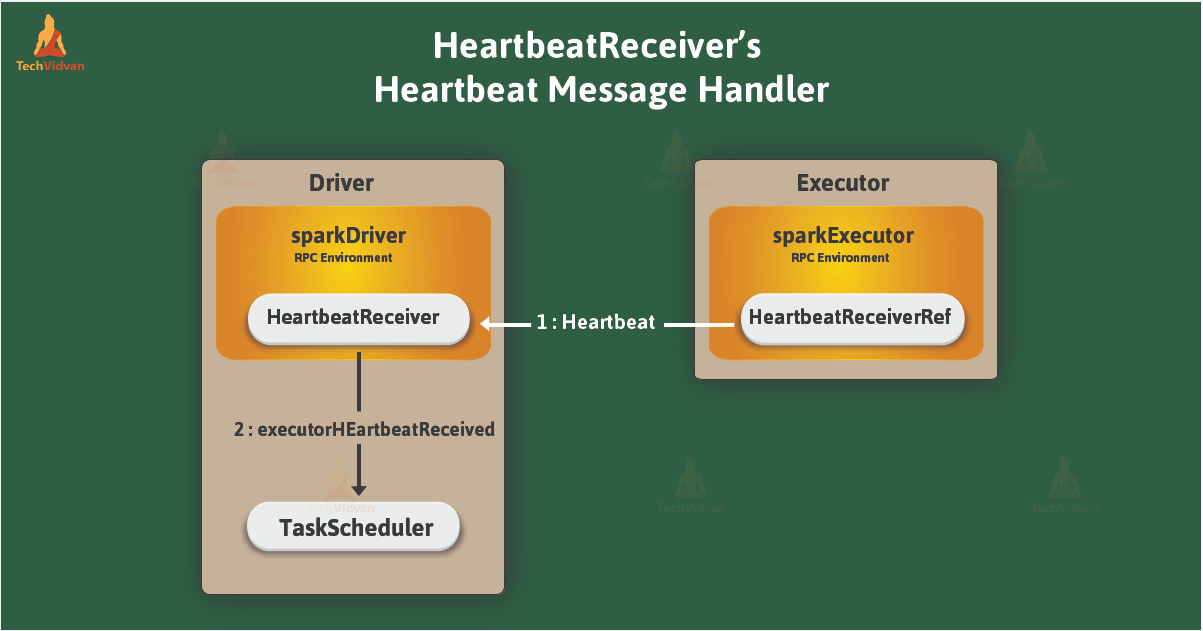 TechVidvan
HeartbeatReceiver's
Heartbeat Message Handler
TechVidvan
TechVidvan
TechVidvan
Driver
Executor
sparkDriver
RPC Environment
sparkExecutor
RPC Environment
HeartbeatReceiver
1 : Heartbeat
HeartbeatReceiverRef
2 : executorHEartbeatReceived
TechVidvan
TechVidvan
TechVidvan
TaskScheduler